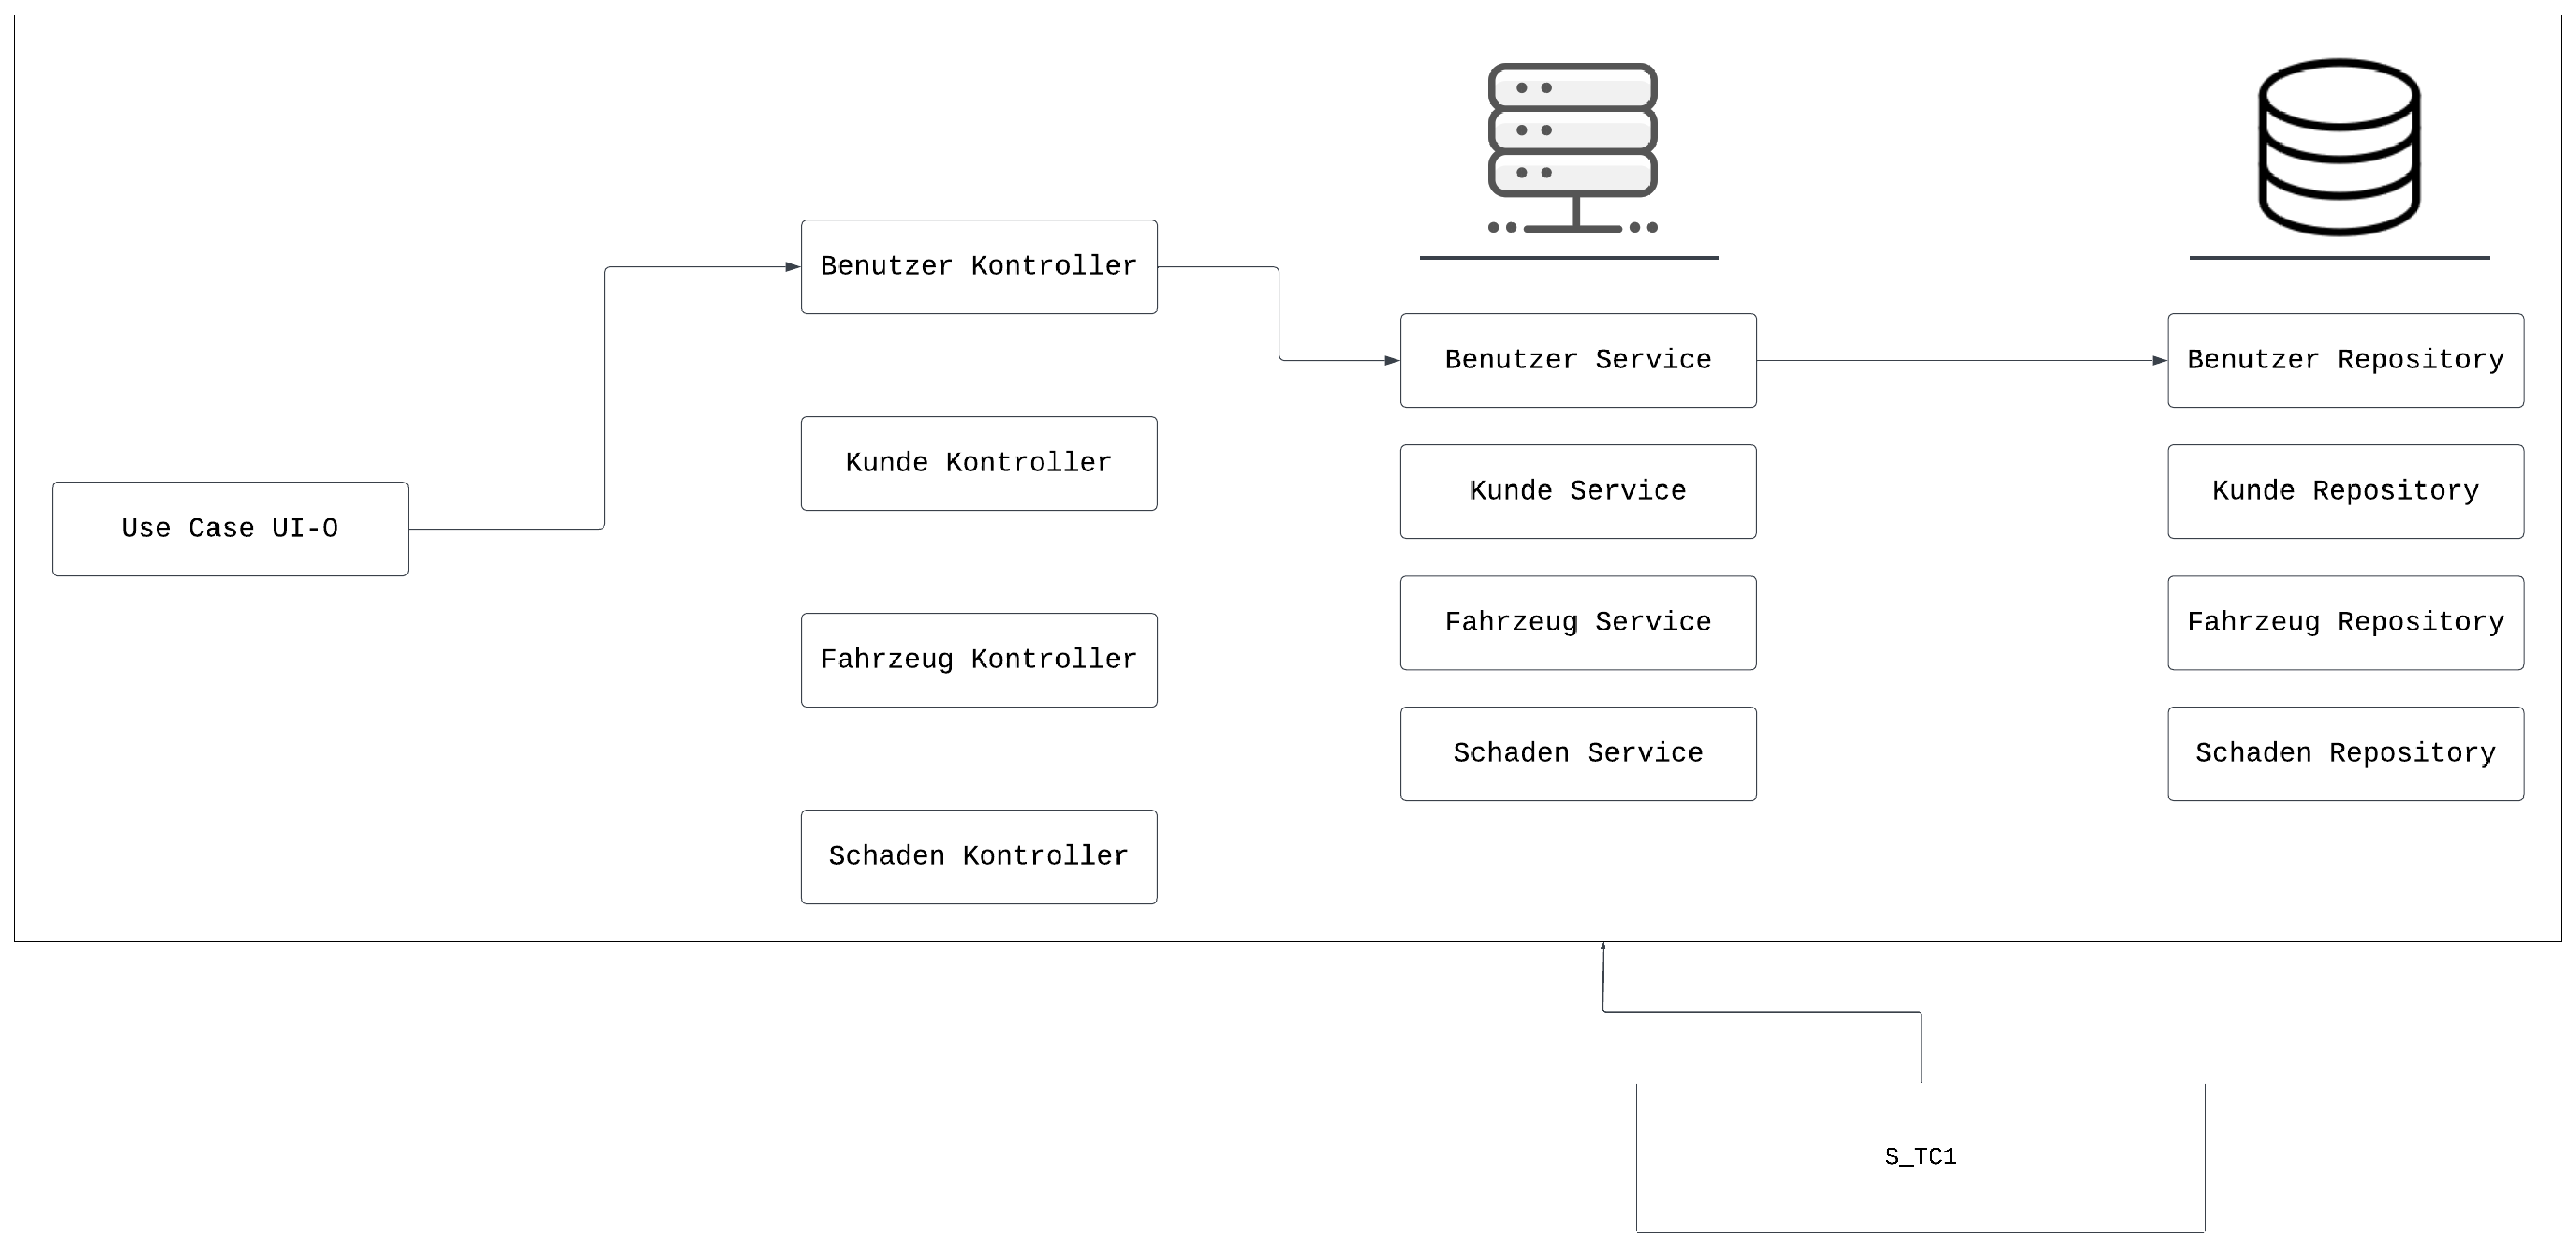 Use Case UI-O
Benutzer Kontroller
Kunde Kontroller
Fahrzeug Kontroller
Schaden Kontroller
Benutzer Service
Kunde Service
Fahrzeug Service
Schaden Service
Benutzer Repository
Kunde Repository
Fahrzeug Repository
Schaden Repository
S_TC1